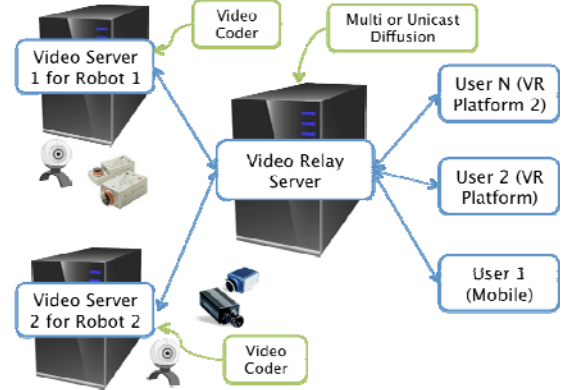 Video
Coder
Multi or Unicast
Diffusion
Video Server
1 for Robot 1
User N (VR
Platform 2)
Video Relay
Server
User 2 (VR
Platform)
User 1
(Mobile)
Video Server
2 for Robot 2
Video
Coder